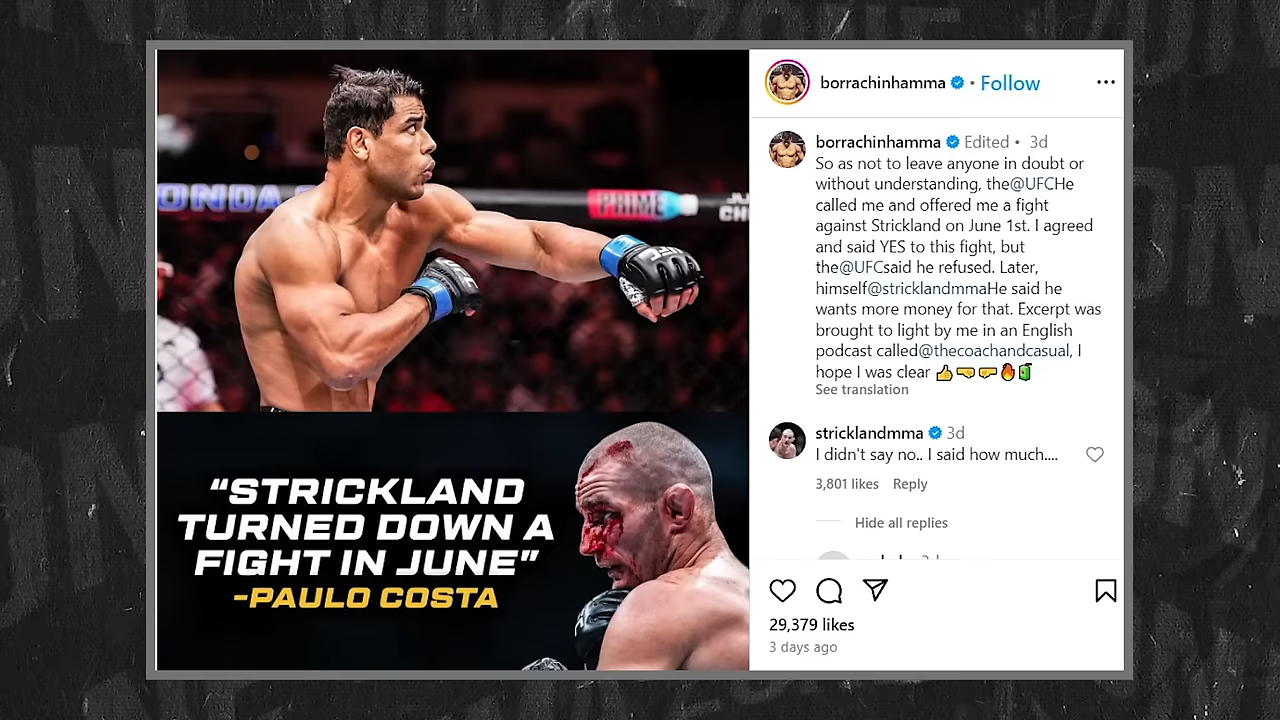 borrachinhamma • Follow
borrachinhamma Edited • 3d
So as not to leave anyone in doubt or
without understanding, the@UFCHe
called me and offered me a fight
against Strickland on June 1st. I agreed
and said YES to this fight, but
the@UFCsaid he refused. Later,
himself@stricklandmmaHe said he
wants more money for that. Excerpt was
brought to light by me in an English
podcast called@thecoachandcasual, I
hope I was clear 👍🤜🤛🔥🧃
See translation
stricklandmma 3d
I didn't say no.. I said how much....
3,801 likes Reply
Hide all replies
29,379 likes
3 days ago
ONDA
PRIME
UFC
"STRICKLAND
TURNED DOWN A
FIGHT IN JUNE"
-PAULO COSTA